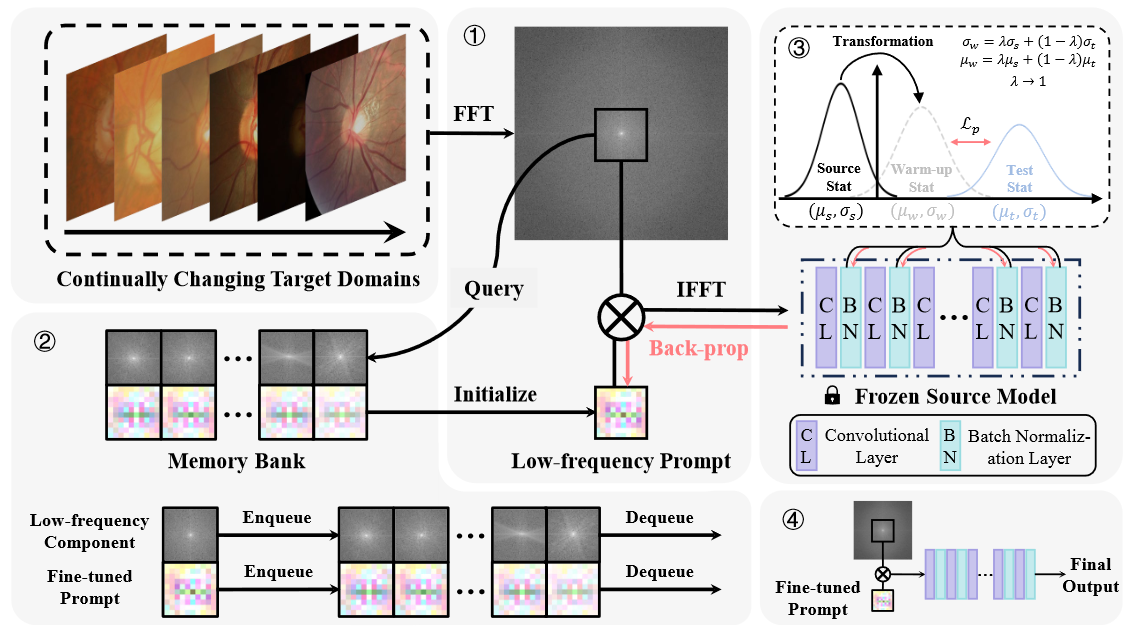 ①
FFT
Continually Changing Target Domains
Query
IFFT
Back-prop
Initialize
Low-frequency Prompt
②
...
...
Memory Bank
Low-frequency
Component
Enqueue
...
Dequeue
Fine-tuned
Prompt
Enqueue
...
Dequeue
③
Transformation
σ_w = λσ_s + (1 − λ)σ_t
μ_w = λμ_s + (1 − λ)μ_t
λ → 1
ℒ_p
Source
Stat
Warm-up
Stat
Test
Stat
(μ_s, σ_s)
(μ_w, σ_w)
(μ_t, σ_t)
C B C B C ... C B C B
L N L N L L N L N
Frozen Source Model
C
L
Convolutional
Layer
B
N
Batch Normaliz-
ation Layer
④
Fine-tuned
Prompt
...
Final
Output